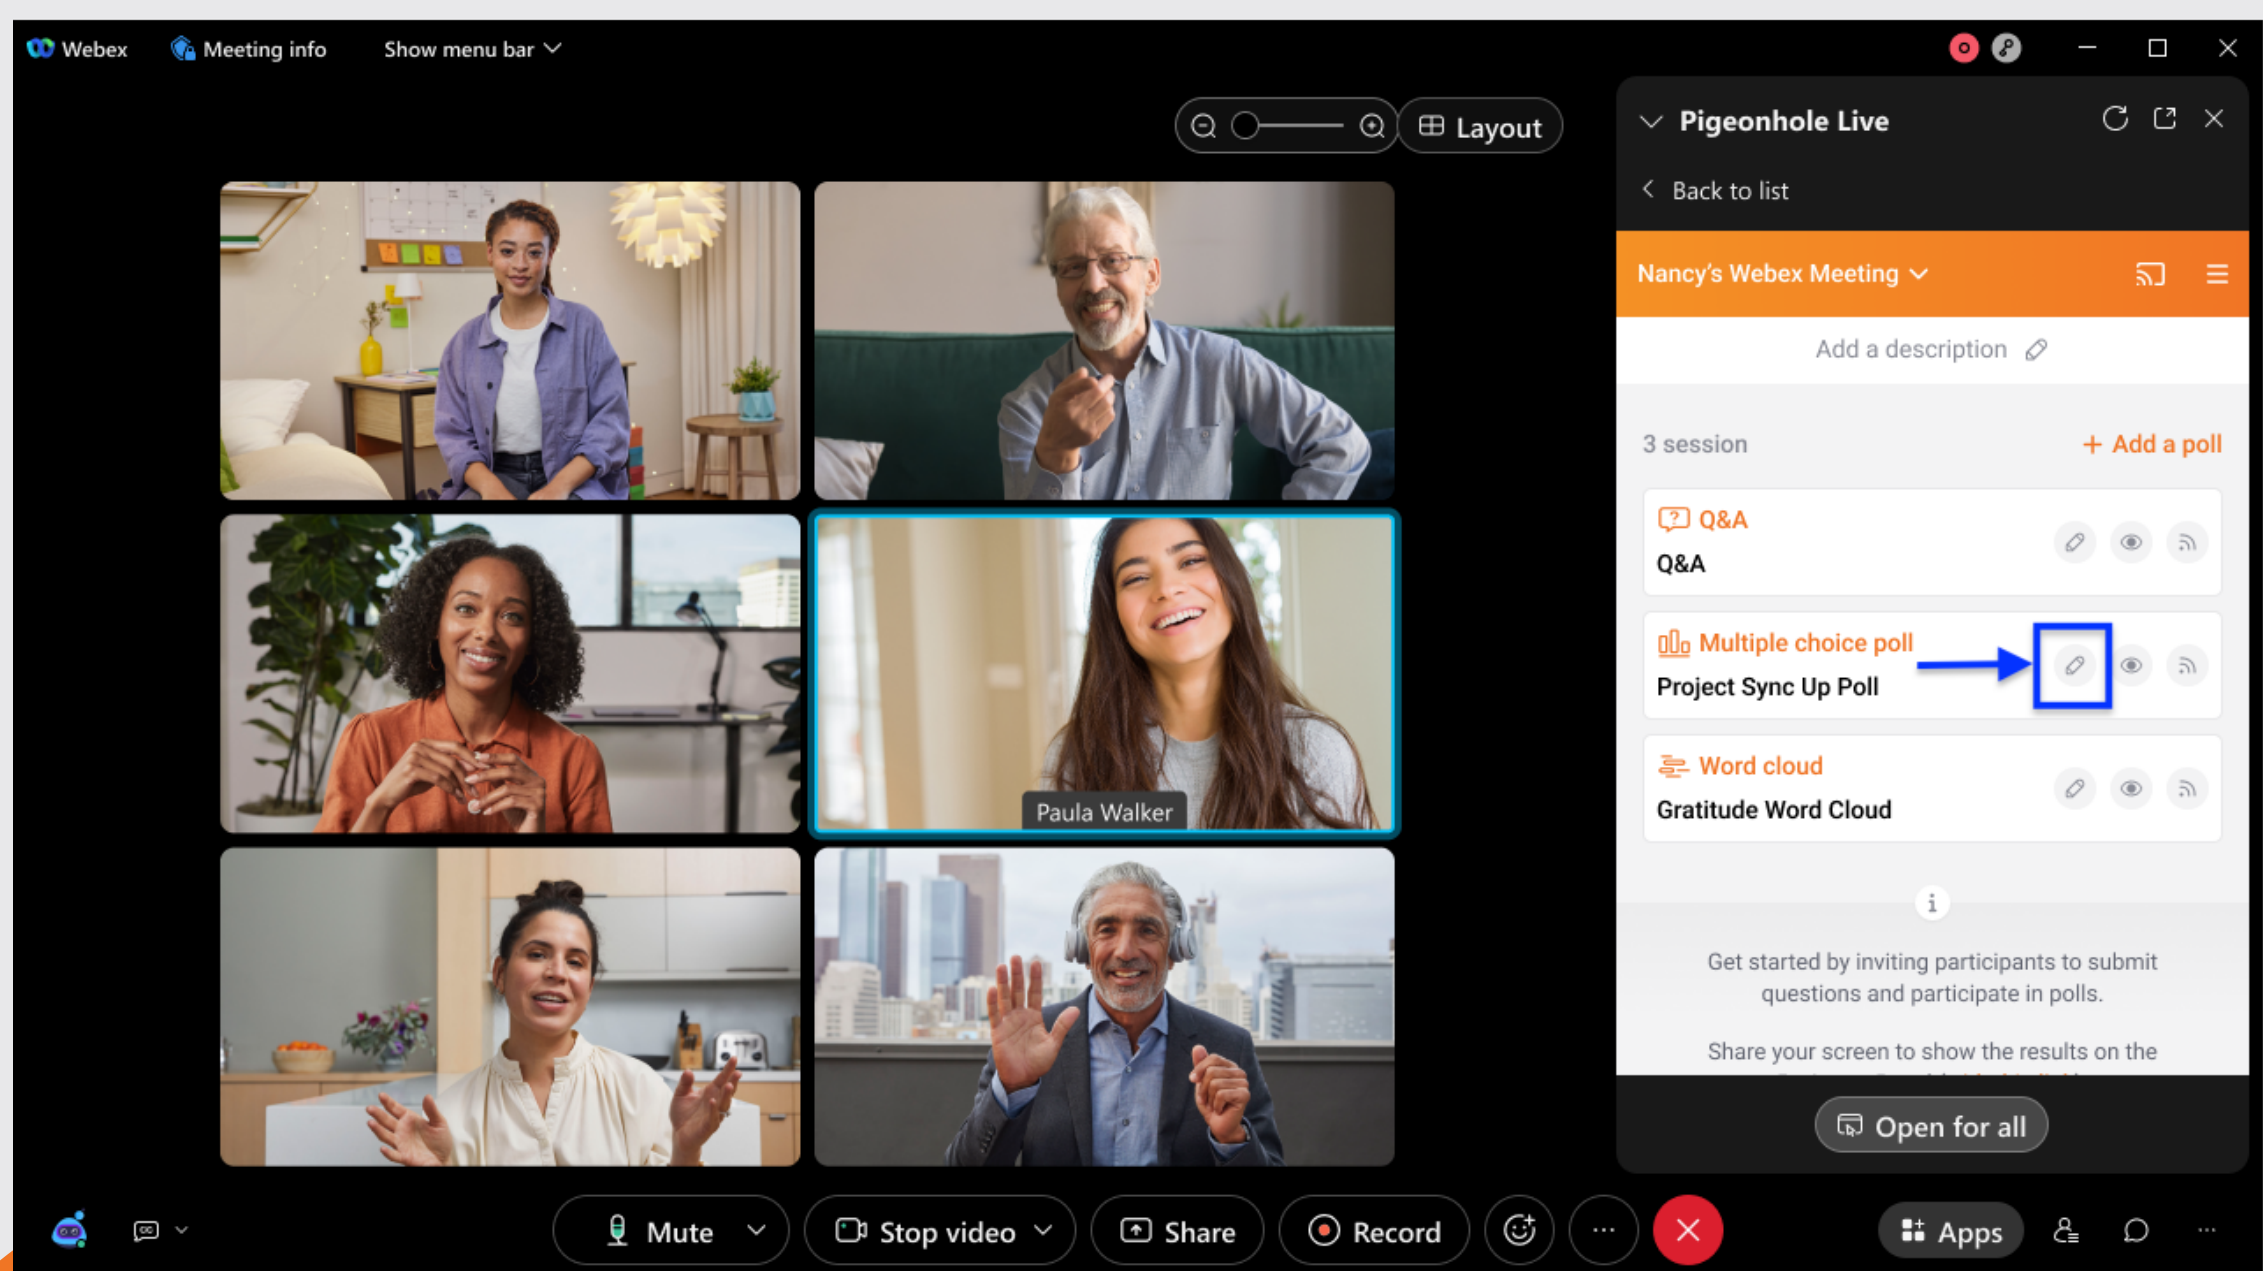 Webex
Meeting info
Show menu bar
Layout
Pigeonhole Live
Back to list
Nancy's Webex Meeting
Add a description
3 session
+ Add a poll
Q&A
Q&A
Multiple choice poll
Project Sync Up Poll
Word cloud
Gratitude Word Cloud
Paula Walker
Get started by inviting participants to submit
questions and participate in polls.
Share your screen to show the results on the
Open for all
Mute
Stop video
Share
Record
Apps